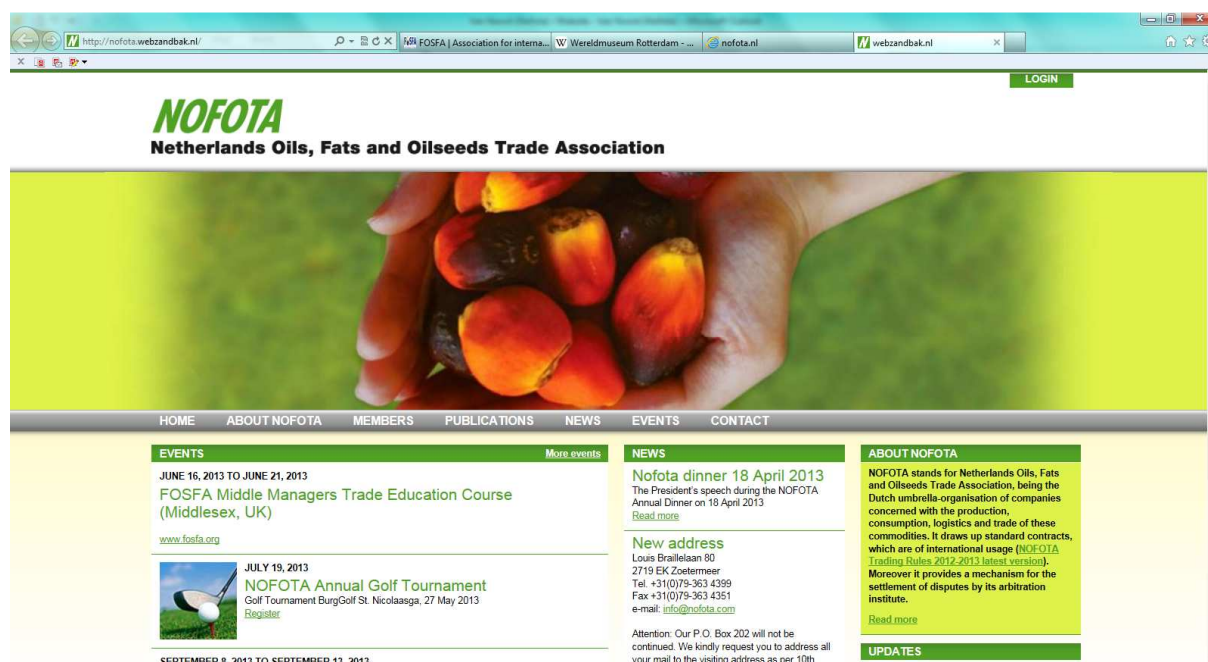 http://nofota.webzandbak.nl/
FOSFA | Association for interna...
Wereldmuseum Rotterdam - ...
nofota.nl
webzandbak.nl
LOGIN
NOFOTA
Netherlands Oils, Fats and Oilseeds Trade Association
HOME ABOUT NOFOTA MEMBERS PUBLICATIONS NEWS EVENTS CONTACT
EVENTS More events
JUNE 16, 2013 TO JUNE 21, 2013
FOSFA Middle Managers Trade Education Course
(Middlesex, UK)
www.fosfa.org
JULY 19, 2013
NOFOTA Annual Golf Tournament
Golf Tournament BurgGolf St. Nicolaasga, 27 May 2013
Register
SEPTEMBER 8, 2013 TO SEPTEMBER 13, 2013
NEWS
Nofota dinner 18 April 2013
The President's speech during the NOFOTA
Annual Dinner on 18 April 2013
Read more
New address
Louis Braillelaan 80
2719 EK Zoetermeer
Tel. +31(0)79-363 4399
Fax +31(0)79-363 4351
e-mail: info@nofota.com
Attention: Our P.O. Box 202 will not be
continued. We kindly request you to address all
your mail to the visiting address as per 10th
ABOUT NOFOTA
NOFOTA stands for Netherlands Oils, Fats
and Oilseeds Trade Association, being the
Dutch umbrella-organisation of companies
concerned with the production,
consumption, logistics and trade of these
commodities. It draws up standard contracts,
which are of international usage (NOFOTA
Trading Rules 2012-2013 latest version).
Moreover it provides a mechanism for the
settlement of disputes by its arbitration
institute.
Read more
UPDATES